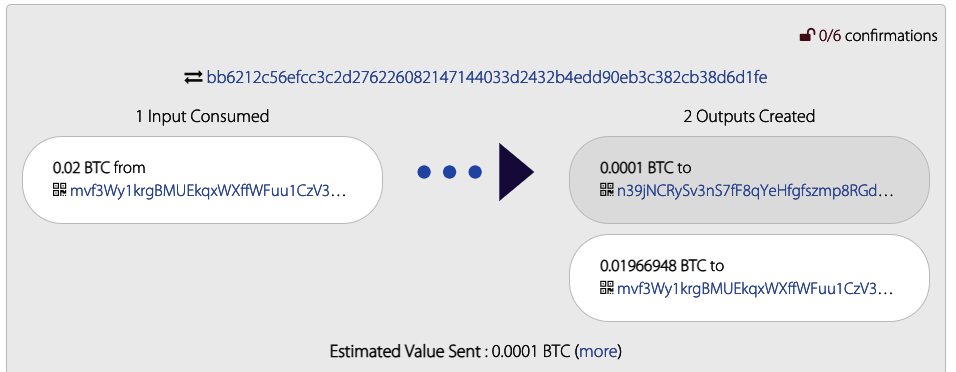 0/6 confirmations
bb6212c56efcc3c2d276226082147144033d2432b4edd90eb3c382cb38d6d1fe
1 Input Consumed
2 Outputs Created
0.02 BTC from
mvf3Wy1krgBMUEkqxWXffWFuu1CzV3...
0.0001 BTC to
n39jNCRySv3nS7fF8qYeHfgfszmp8RGd...
0.01966948 BTC to
mvf3Wy1krgBMUEkqxWXffWFuu1CzV3...
Estimated Value Sent : 0.0001 BTC (more)